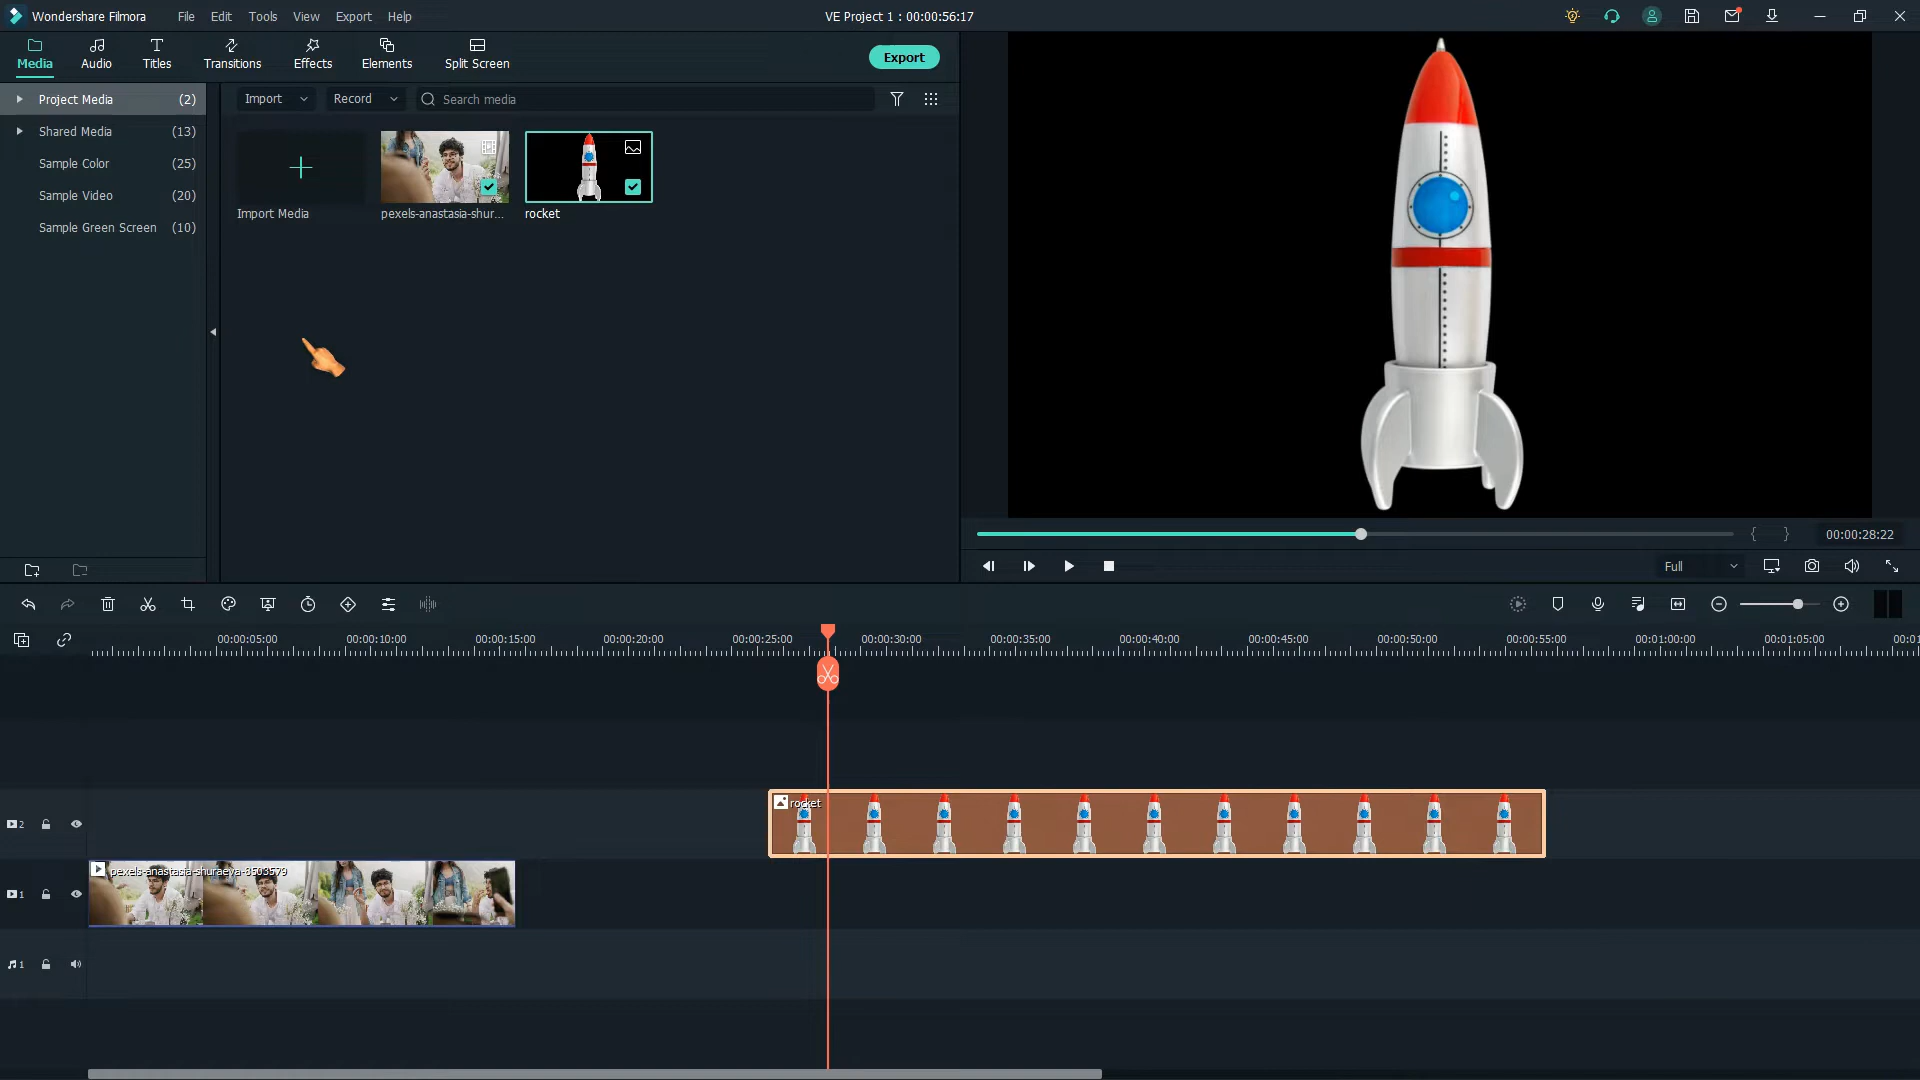 Wondershare Filmora File Edit Tools View Export Help VE Project 1 : 00:00:56:17
Media Audio Titles Transitions Effects Elements Split Screen Export
Project Media (2) Import Record Search media
Shared Media (13)
Sample Color (25)
Sample Video (20)
Import Media pexels-anastasia-shur... rocket
Sample Green Screen (10)
00:00:28:22
Full
00:00:05:00 00:00:10:00 00:00:15:00 00:00:20:00 00:00:25:00 00:00:30:00 00:00:35:00 00:00:40:00 00:00:45:00 00:00:50:00 00:00:55:00 00:01:00:00 00:01:05:00 00:01
rocket
2
pexels-anastasia-shuraeva-8503579
1
1